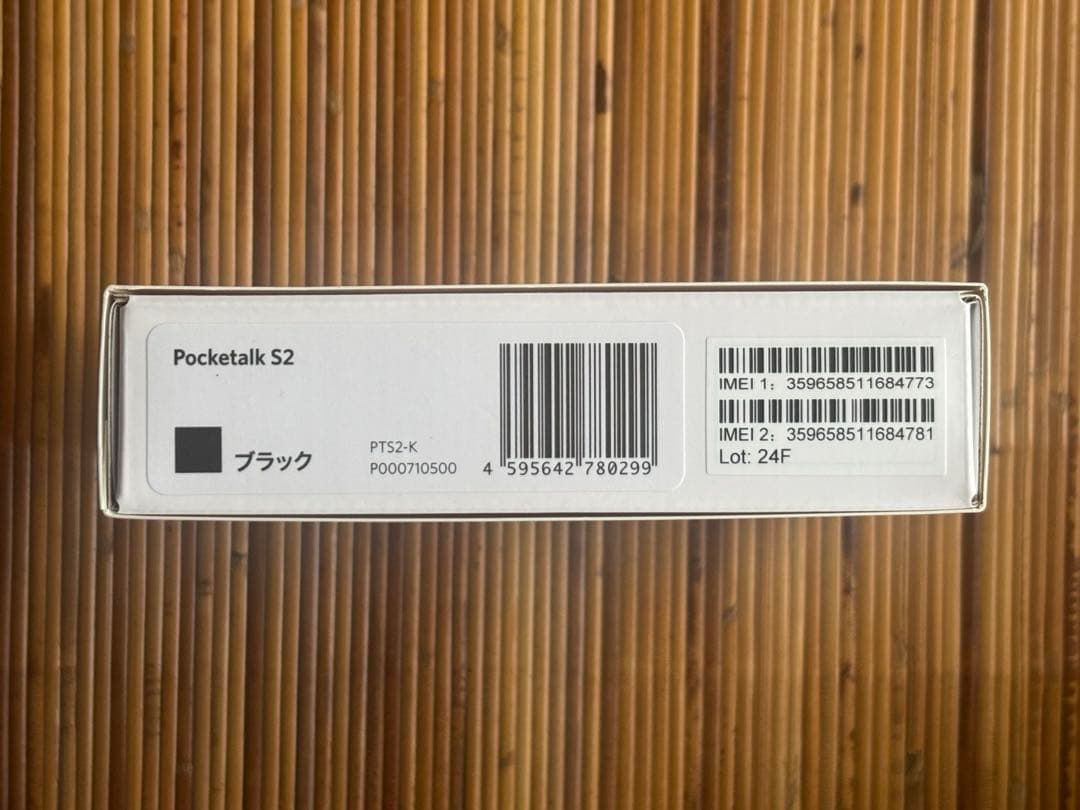 Pocketalk S2
ブラック
PTS2-K
P000710500
4 595642 780299
IMEI 1: 359658511684773
IMEI 2: 359658511684781
Lot: 24F